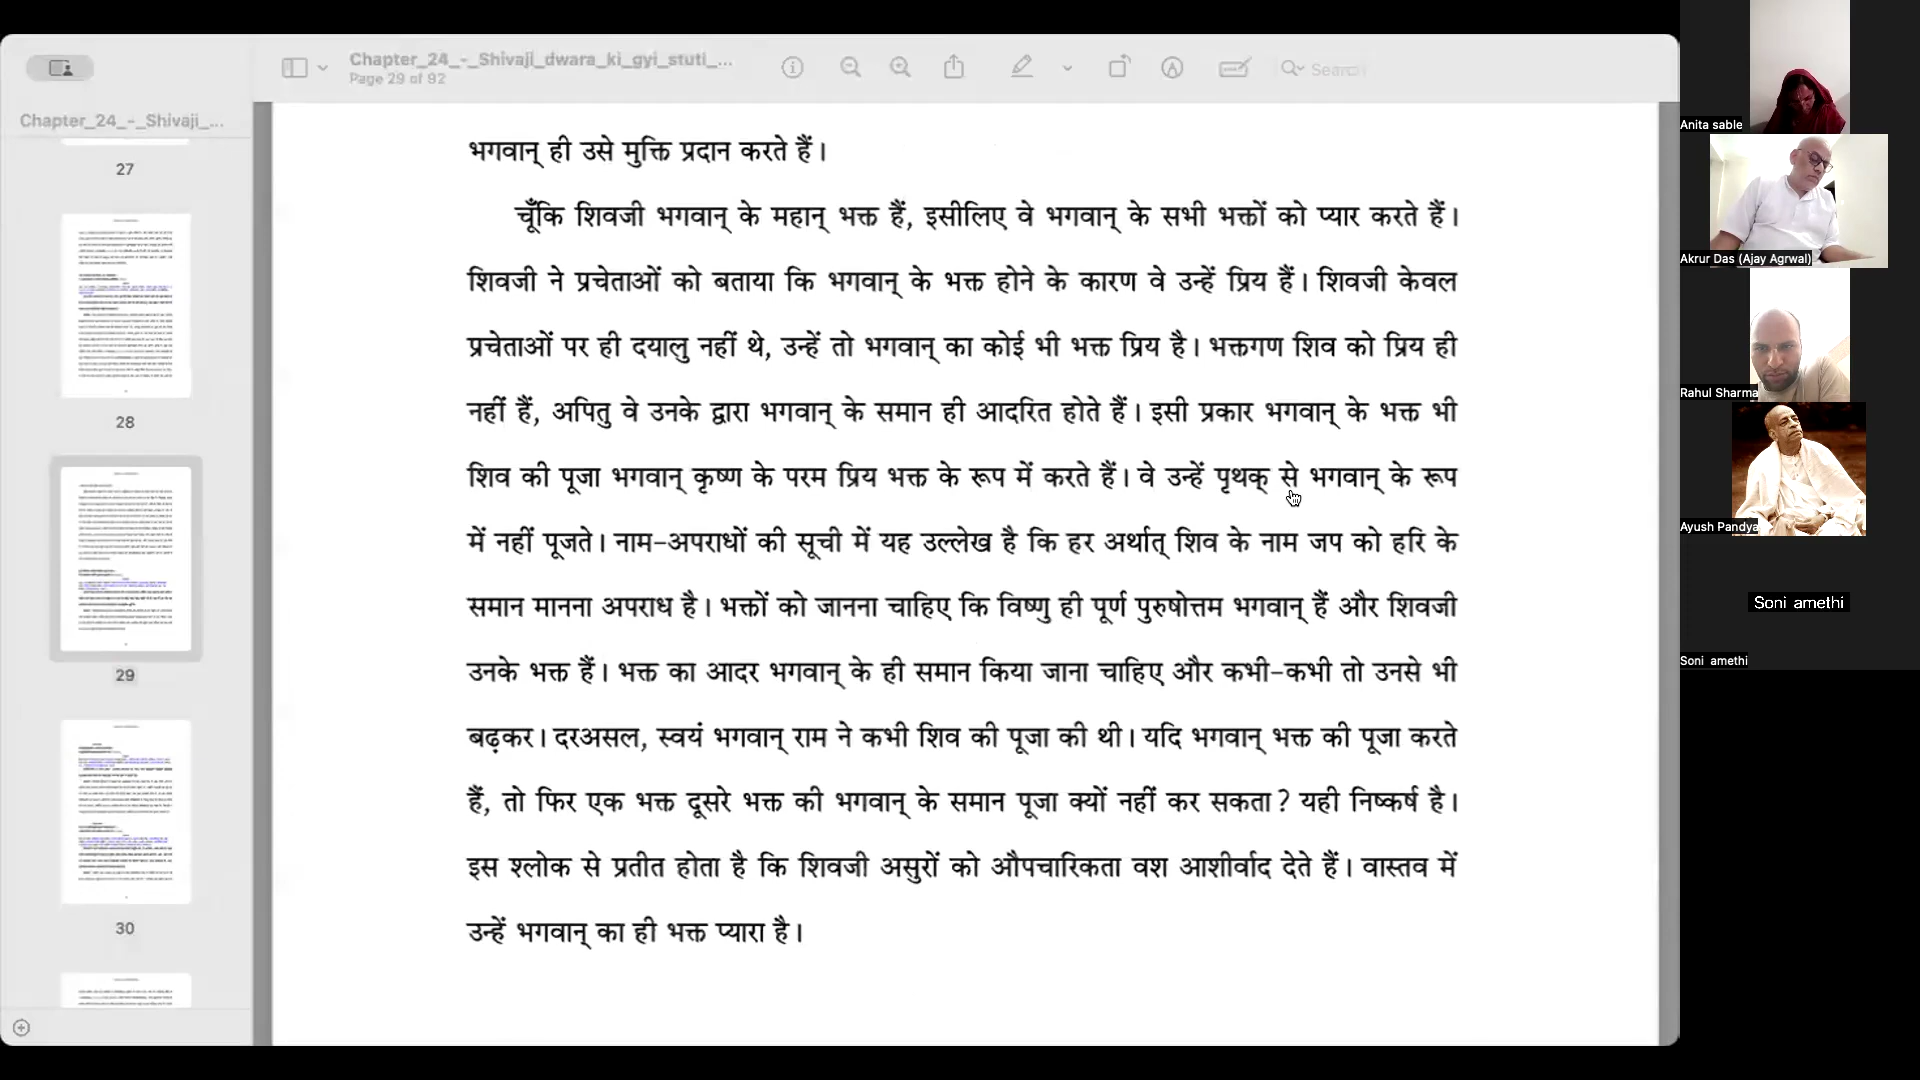 Chapter_24_-_Shivaji_dwara_ki_gyi_stuti_...
Page 29 of 92
Search
Chapter_24_-_Shivaji_...
27
28
29
30
भगवान् ही उसे मुक्ति प्रदान करते हैं।
चूँकि शिवजी भगवान् के महान् भक्त हैं, इसीलिए वे भगवान् के सभी भक्तों को प्यार करते हैं।
शिवजी ने प्रचेताओं को बताया कि भगवान् के भक्त होने के कारण वे उन्हें प्रिय हैं। शिवजी केवल
प्रचेताओं पर ही दयालु नहीं थे, उन्हें तो भगवान् का कोई भी भक्त प्रिय है। भक्तगण शिव को प्रिय ही
नहीं हैं, अपितु वे उनके द्वारा भगवान् के समान ही आदरित होते हैं। इसी प्रकार भगवान् के भक्त भी
शिव की पूजा भगवान् कृष्ण के परम प्रिय भक्त के रूप में करते हैं। वे उन्हें पृथक् से भगवान् के रूप
में नहीं पूजते। नाम-अपराधों की सूची में यह उल्लेख है कि हर अर्थात् शिव के नाम जप को हरि के
समान मानना अपराध है। भक्तों को जानना चाहिए कि विष्णु ही पूर्ण पुरुषोत्तम भगवान् हैं और शिवजी
उनके भक्त हैं। भक्त का आदर भगवान् के ही समान किया जाना चाहिए और कभी-कभी तो उनसे भी
बढ़कर। दरअसल, स्वयं भगवान् राम ने कभी शिव की पूजा की थी। यदि भगवान् भक्त की पूजा करते
हैं, तो फिर एक भक्त दूसरे भक्त की भगवान् के समान पूजा क्यों नहीं कर सकता? यही निष्कर्ष है।
इस श्लोक से प्रतीत होता है कि शिवजी असुरों को औपचारिकता वश आशीर्वाद देते हैं। वास्तव में
उन्हें भगवान् का ही भक्त प्यारा है।
Anita sable
Akrur Das (Ajay Agrwal)
Rahul Sharma
Ayush Pandya
Soni amethi
Soni amethi